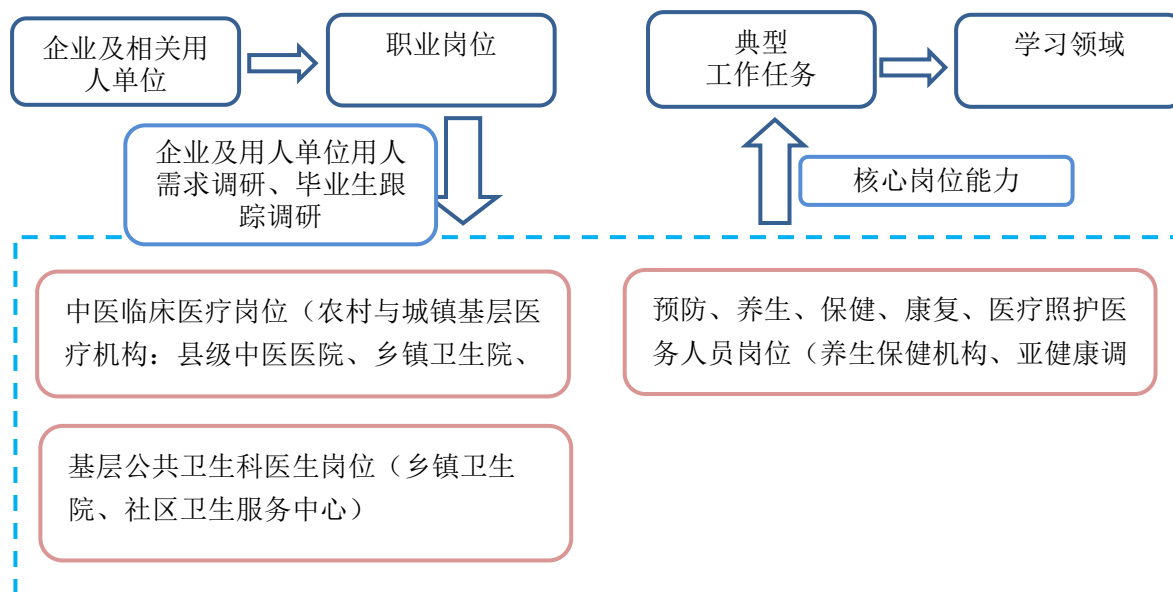 企业及相关用
人单位
职业岗位
典型
工作任务
学习领域
企业及用人单位用人
需求调研、毕业生跟
踪调研
核心岗位能力
中医临床医疗岗位（农村与城镇基层医
疗机构：县级中医医院、乡镇卫生院、
预防、养生、保健、康复、医疗照护医
务人员岗位（养生保健机构、亚健康调
基层公共卫生科医生岗位（乡镇卫生
院、社区卫生服务中心）